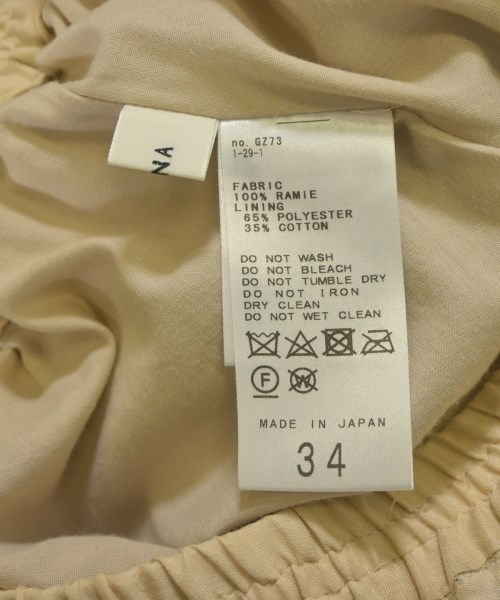 NA
no. GZ73
1-29-1
FABRIC
100% RAMIE
LINING
65% POLYESTER
35% COTTON
DO NOT WASH
DO NOT BLEACH
DO NOT TUMBLE DRY
DO NOT IRON
DRY CLEAN
DO NOT WET CLEAN
F W
MADE IN JAPAN
34